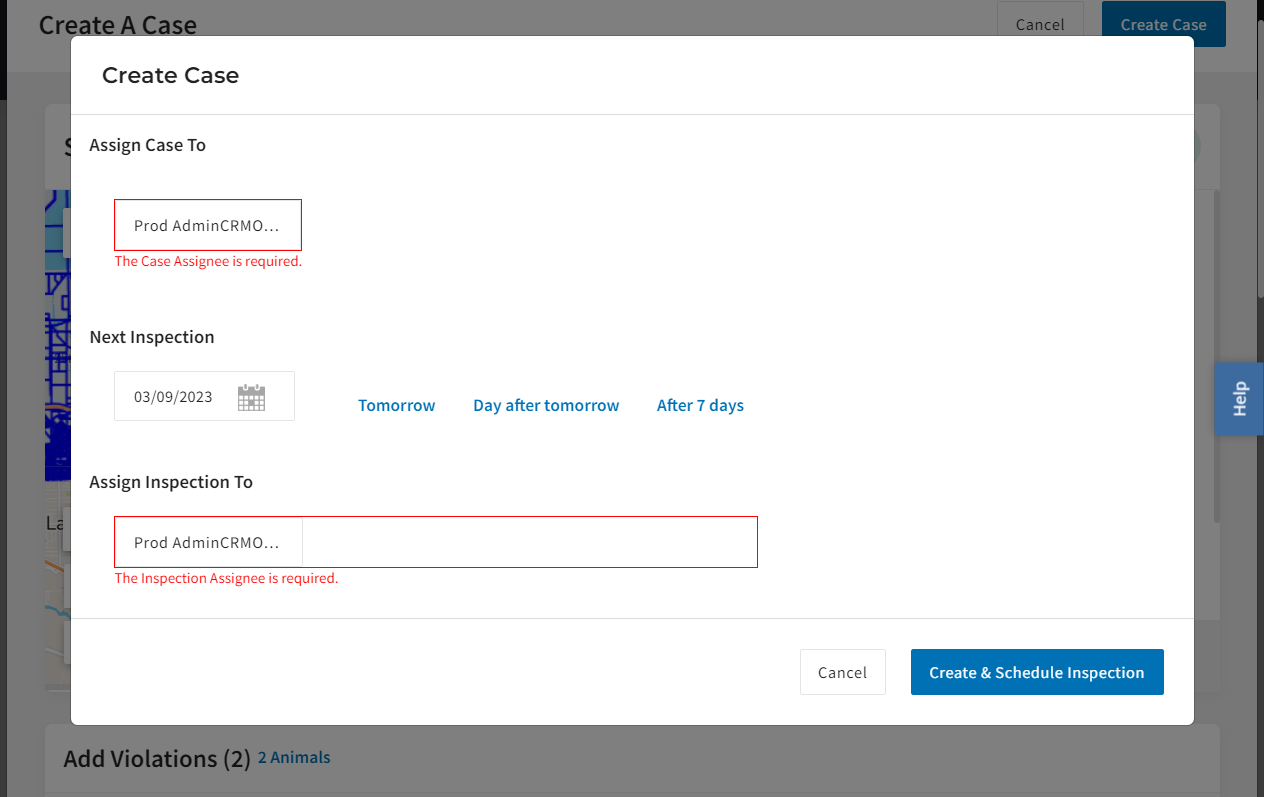 Create A Case
Cancel
Create Case
Create Case
Assign Case To
Prod AdminCRMO...
The Case Assignee is required.
Next Inspection
03/09/2023
Tomorrow
Day after tomorrow
After 7 days
Help
Assign Inspection To
Prod AdminCRMO...
The Inspection Assignee is required.
Cancel
Create & Schedule Inspection
Add Violations (2) 2 Animals